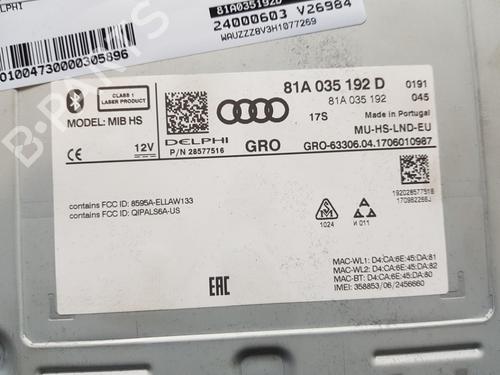 LPHI
81A035192D
24000603 V26984
WAUZZZ8V3H1077269
01004730000305896
CLASS 1
LASER PRODUCT
MODEL: MIB HS
12V
DELPHI
P/N 28577516
81A 035 192 D
0191
81A 035 192
045
17S
Made in Portugal
MU-HS-LND-EU
GRO
GRO-63306.04.1706010987
contains FCC ID: 8595A-ELLAW133
contains FCC ID: QIPALS6A-US
1024
И 011
MAC-WL1: D4:CA:6E:45:DA:81
MAC-WL2: D4:CA:6E:45:DA:82
MAC-BT: D4:CA:6E:45:DA:80
IMEI: 358853/06/2456660
EAC
B-PARTS